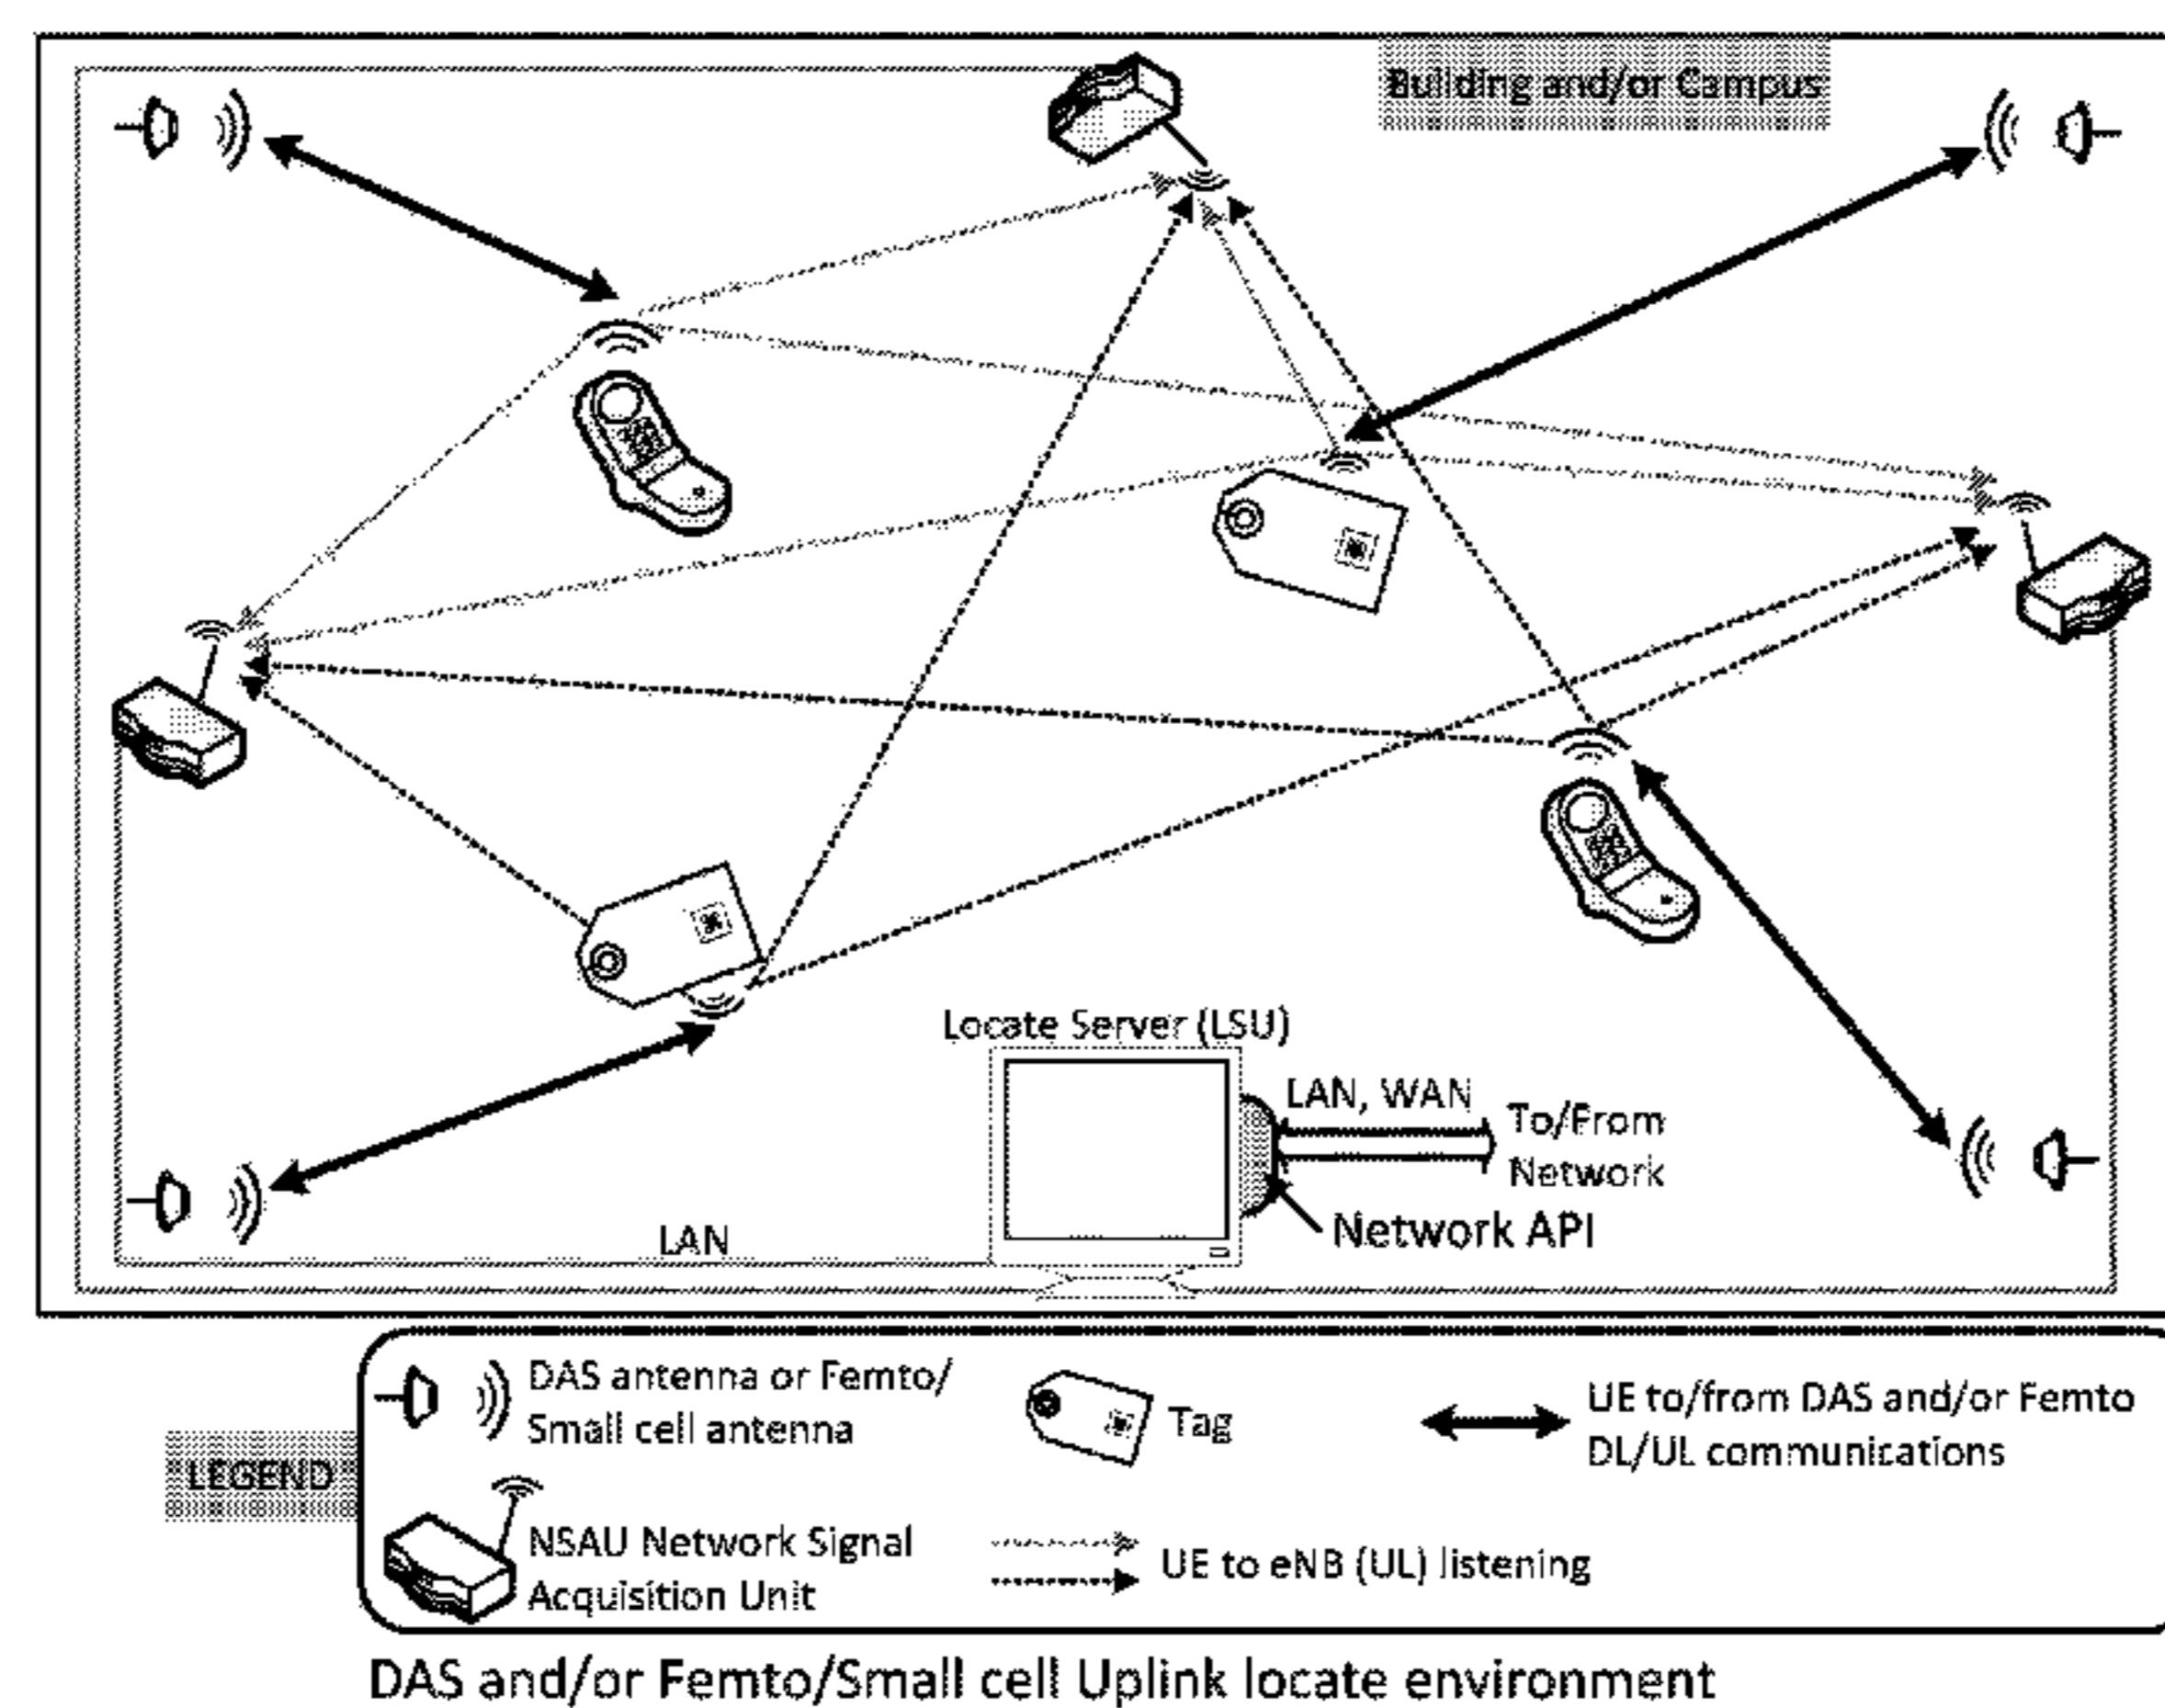 Building and/or Campus
Locate Server (LSU)
LAN, WAN
To/From
Network
Network API
LAN
LEGEND
DAS antenna or Femto/
Small cell antenna
Tag
UE to/from DAS and/or Femto
DL/UL communications
NSAU Network Signal
Acquisition Unit
UE to eNB (UL) listening
DAS and/or Femto/Small cell Uplink locate environment